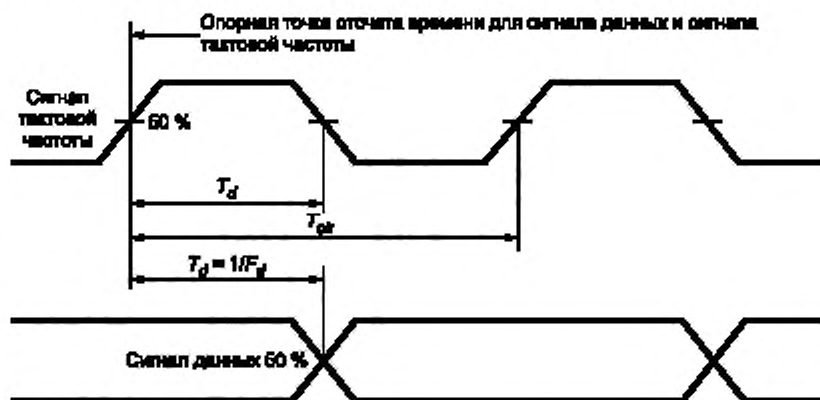 Опорная точка отсчета времени для сигнала данных и сигнала
тактовой частоты
Сигнал
тактовой
частоты
50 %
T_d
T_clr
T_d = 1/F_d
Сигнал данных 50 %